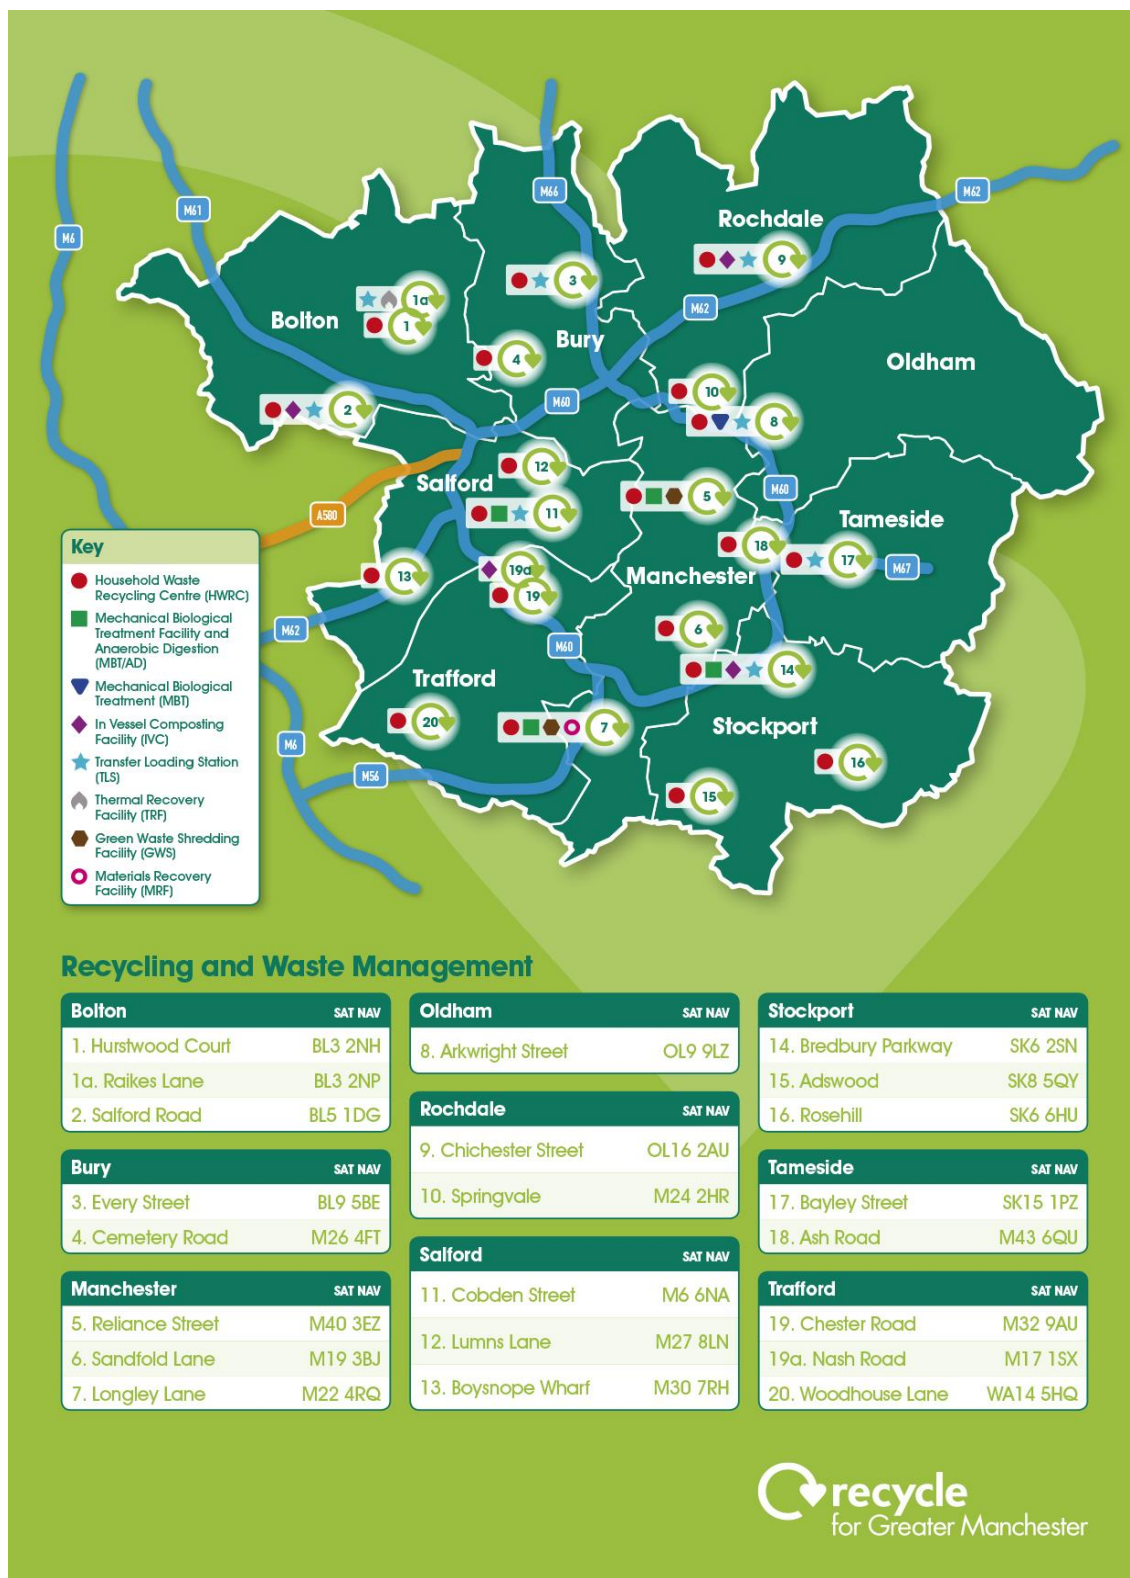 M6
M61
M66
M62
Rochdale
9
3
1a
1
Bolton
M62
Bury
4
Oldham
M60
10
2
8
12
Salford
A580
11
5
M60
Tameside
18
17
M67
19a
13
Manchester
19
M62
6
M60
14
Trafford
20
7
Stockport
M6
M56
16
15
Key
Household Waste
Recycling Centre (HWRC)
Mechanical Biological
Treatment Facility and
Anaerobic Digestion
(MBT/AD)
Mechanical Biological
Treatment (MBT)
In Vessel Composting
Facility (IVC)
Transfer Loading Station
(TLS)
Thermal Recovery
Facility (TRF)
Green Waste Shredding
Facility (GWS)
Materials Recovery
Facility (MRF)
Recycling and Waste Management
Bolton SAT NAV
1. Hurstwood Court BL3 2NH
1a. Raikes Lane BL3 2NP
2. Salford Road BL5 1DG
Bury SAT NAV
3. Every Street BL9 5BE
4. Cemetery Road M26 4FT
Manchester SAT NAV
5. Reliance Street M40 3EZ
6. Sandfold Lane M19 3BJ
7. Longley Lane M22 4RQ
Oldham SAT NAV
8. Arkwright Street OL9 9LZ
Rochdale SAT NAV
9. Chichester Street OL16 2AU
10. Springvale M24 2HR
Salford SAT NAV
11. Cobden Street M6 6NA
12. Lumns Lane M27 8LN
13. Boysnope Wharf M30 7RH
Stockport SAT NAV
14. Bredbury Parkway SK6 2SN
15. Adswood SK8 5QY
16. Rosehill SK6 6HU
Tameside SAT NAV
17. Bayley Street SK15 1PZ
18. Ash Road M43 6QU
Trafford SAT NAV
19. Chester Road M32 9AU
19a. Nash Road M17 1SX
20. Woodhouse Lane WA14 5HQ
recycle
for Greater Manchester